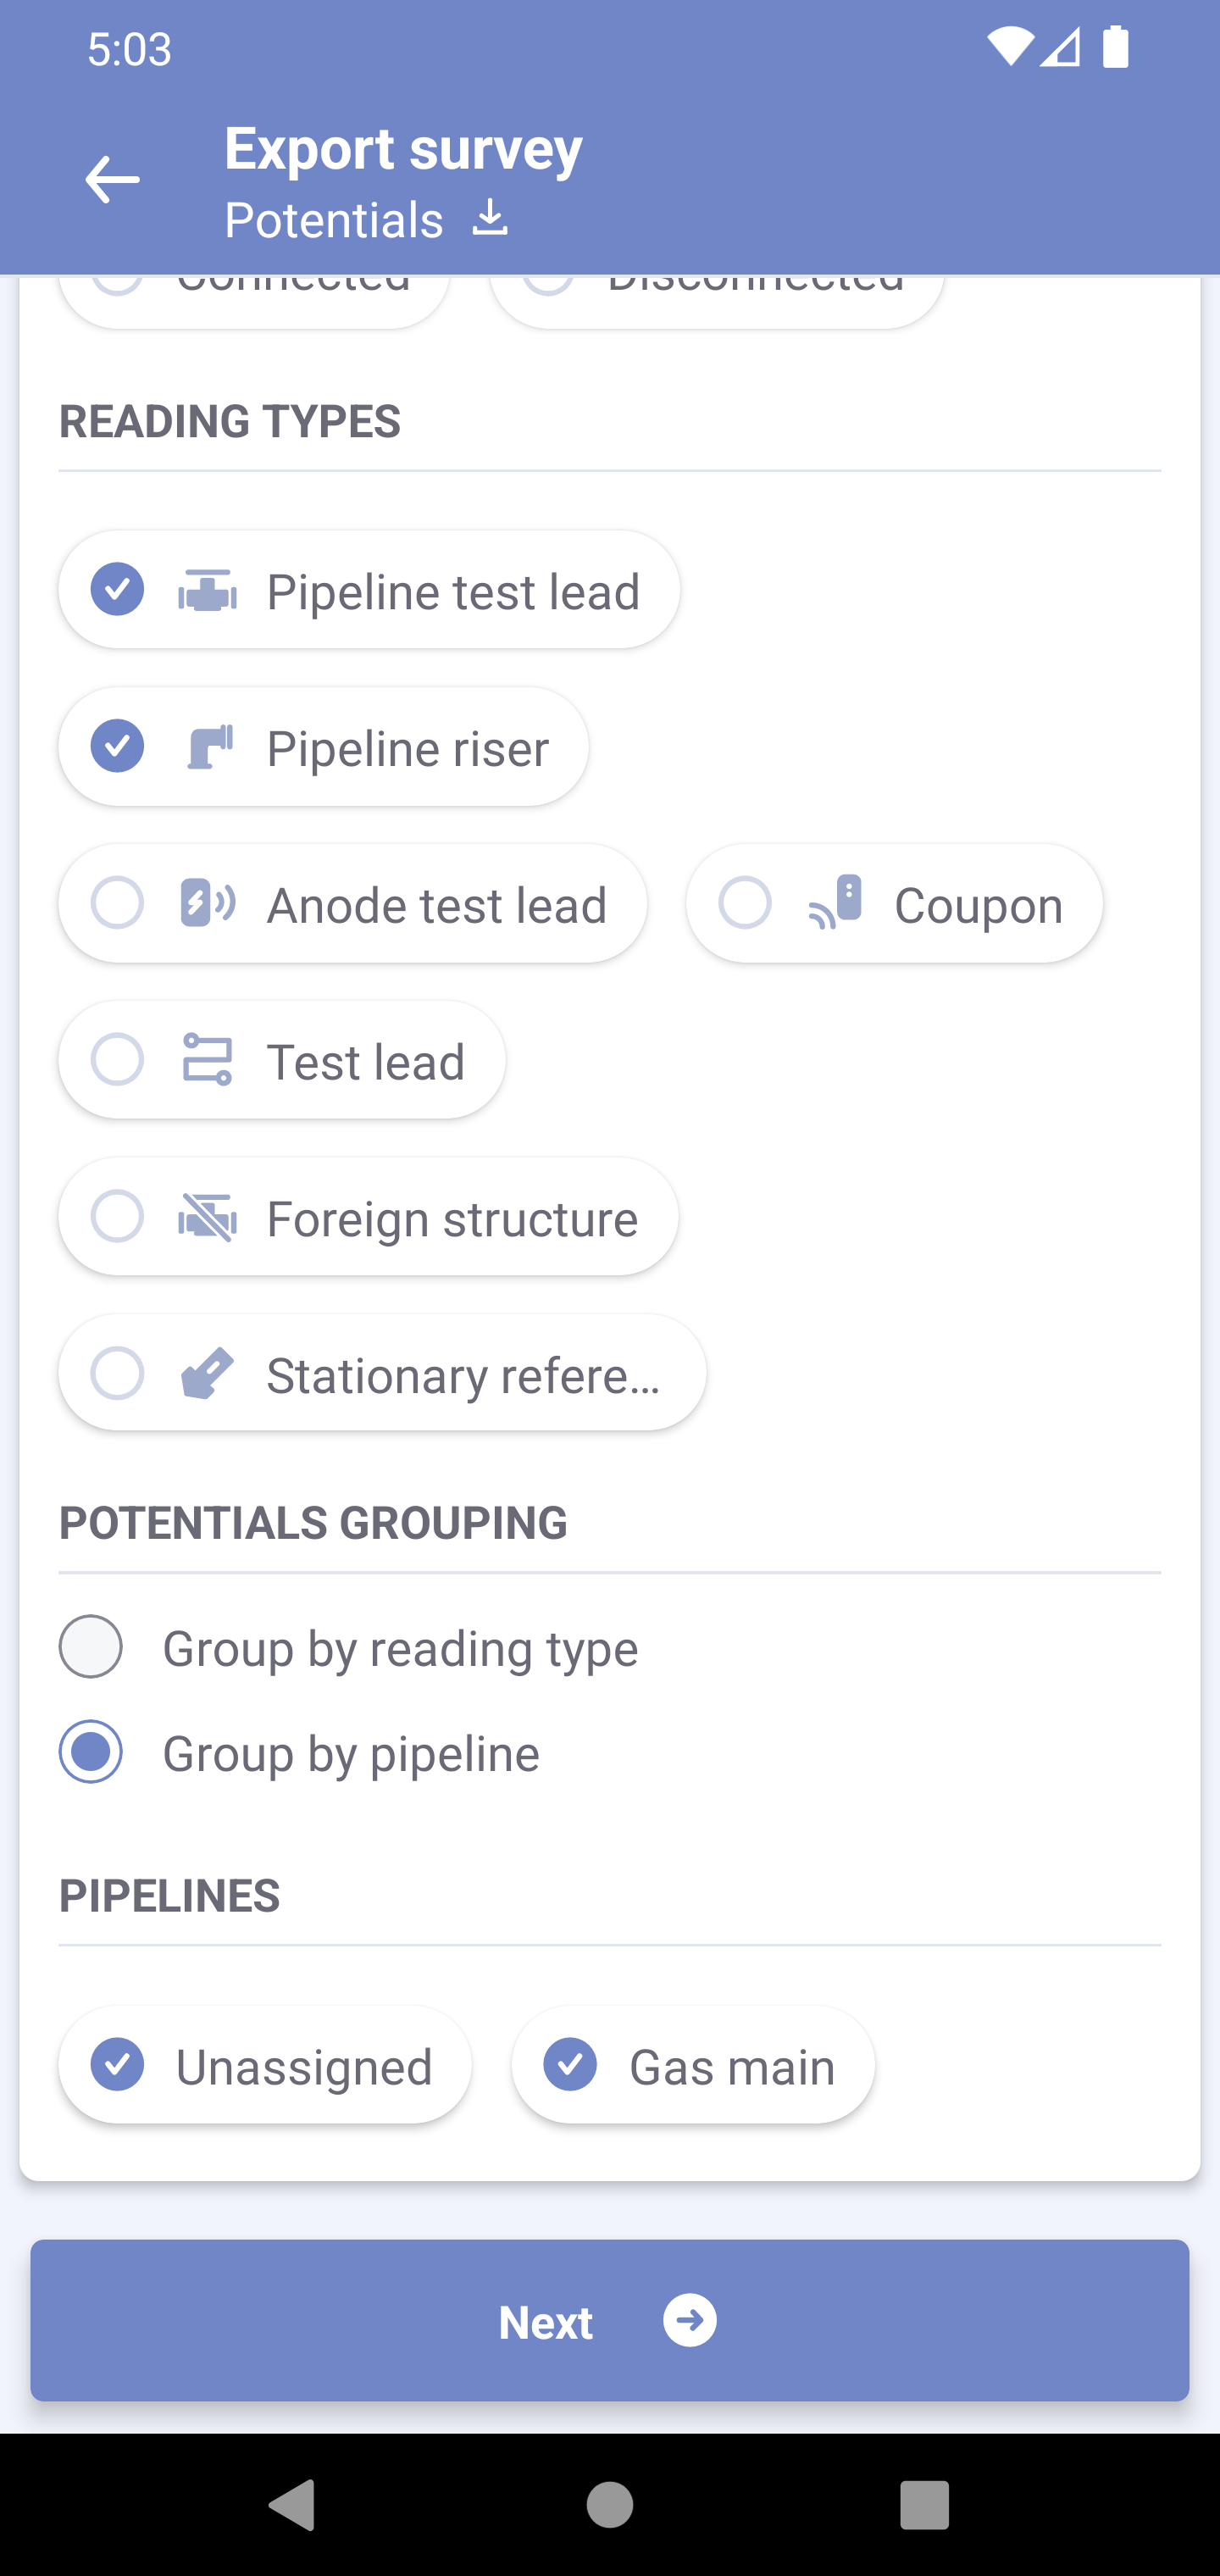 5:03
Export survey
Potentials
Connected Disconnected
READING TYPES
Pipeline test lead
Pipeline riser
Anode test lead Coupon
Test lead
Foreign structure
Stationary refere...
POTENTIALS GROUPING
Group by reading type
Group by pipeline
PIPELINES
Unassigned Gas main
Next